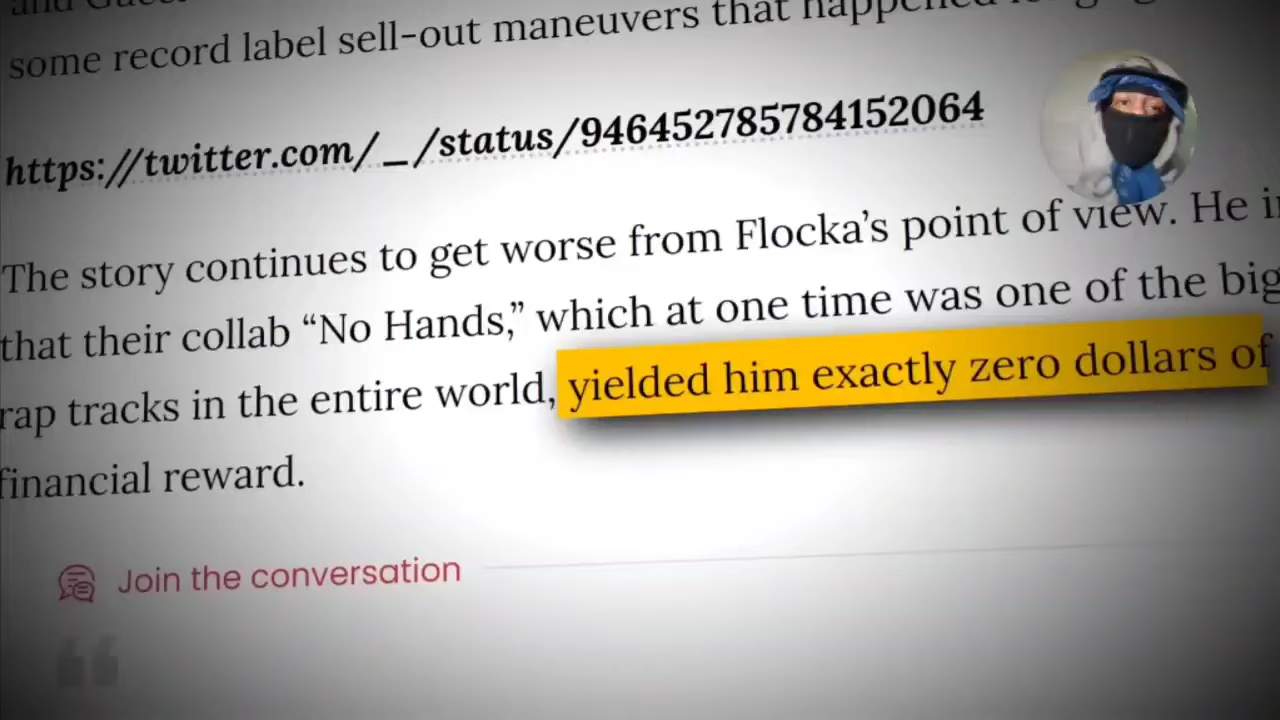 some record label sell-out maneuvers that happened
https://twitter.com/_/status/946452785784152064
The story continues to get worse from Flocka’s point of view. He
that their collab “No Hands,” which at one time was one of the
rap tracks in the entire world, yielded him exactly zero dollars of
financial reward.
Join the conversation
“